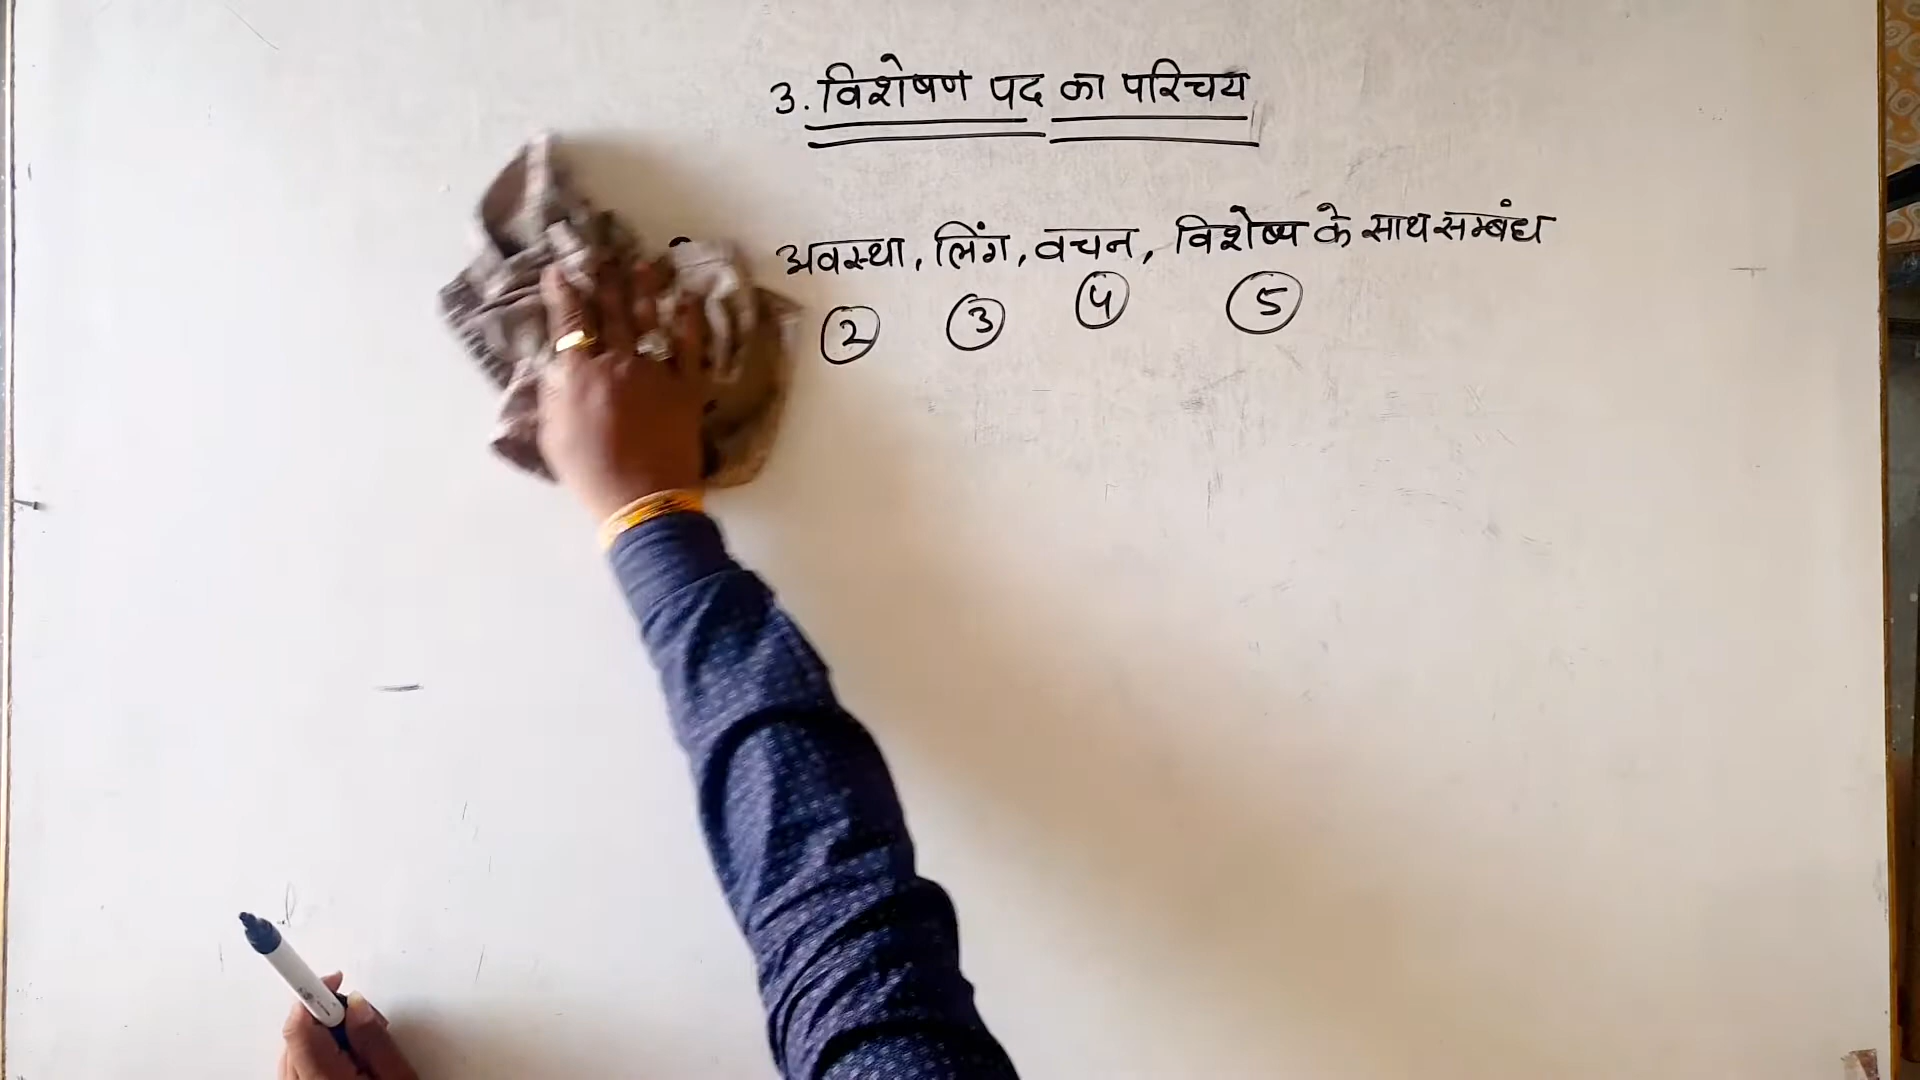 3. विशेषण पद का परिचय
अवस्था, लिंग, वचन, विशेष्य के साथ सम्बंध
② ③ ④ ⑤